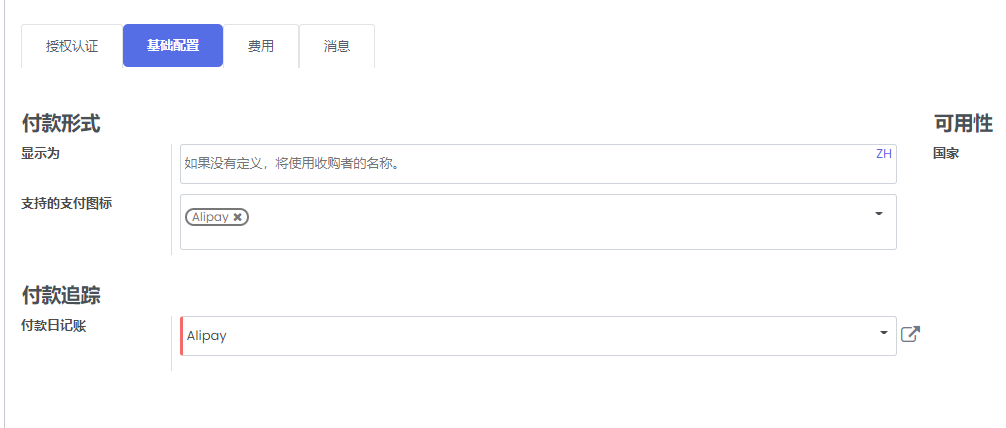 授权认证 基础配置 费用 消息
付款形式 可用性
显示为 如果没有定义，将使用收购者的名称。 ZH 国家
支持的支付图标 Alipay ✖
付款追踪
付款日记账 Alipay